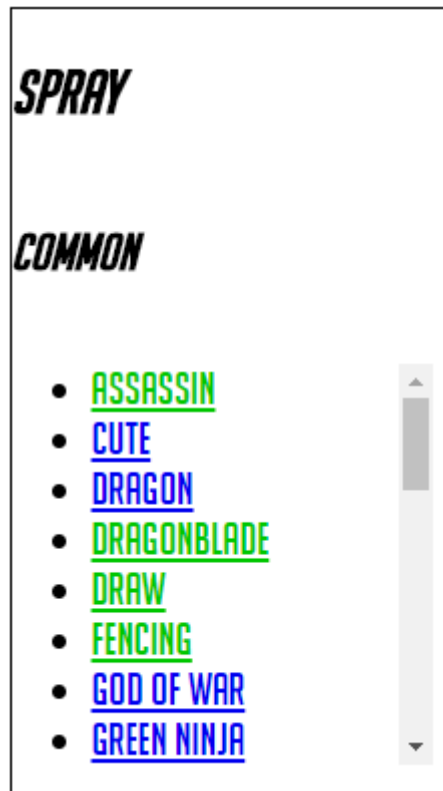 SPRAY
COMMON
ASSASSIN
CUTE
DRAGON
DRAGONBLADE
DRAW
FENCING
GOD OF WAR
GREEN NINJA